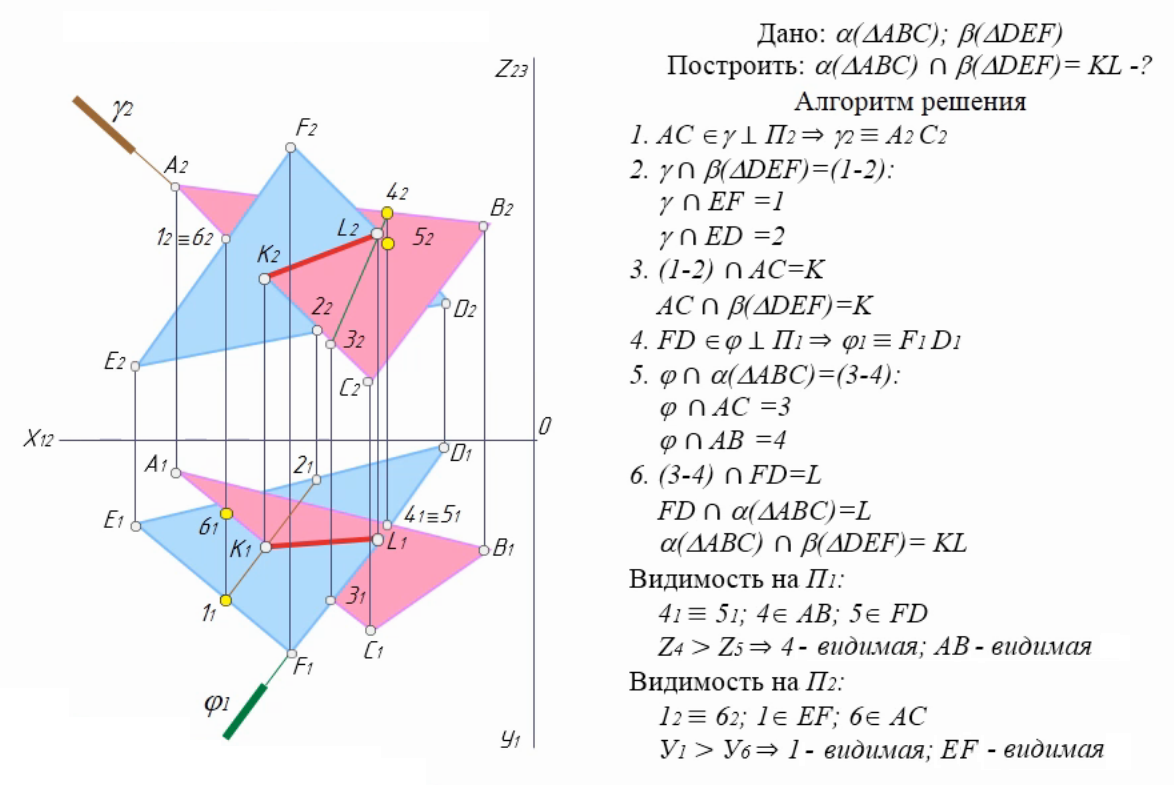 Дано: α(ΔABC); β(ΔDEF)
Построить: α(ΔABC) ∩ β(ΔDEF)= KL -?
Алгоритм решения
1. AC ∈ γ ⊥ П2 ⇒ γ2 ≡ A2 C2
2. γ ∩ β(ΔDEF)=(1-2):
γ ∩ EF =1
γ ∩ ED =2
3. (1-2) ∩ AC=K
AC ∩ β(ΔDEF)=K
4. FD ∈ φ ⊥ П1 ⇒ φ1 ≡ F1 D1
5. φ ∩ α(ΔABC)=(3-4):
φ ∩ AC =3
φ ∩ AB =4
6. (3-4) ∩ FD=L
FD ∩ α(ΔABC)=L
α(ΔABC) ∩ β(ΔDEF)= KL
Видимость на П1:
41 ≡ 51; 4∈ AB; 5∈ FD
Z4 > Z5 ⇒ 4 - видимая; AB - видимая
Видимость на П2:
12 ≡ 62; 1∈ EF; 6∈ AC
У1 > У6 ⇒ 1 - видимая; EF - видимая
Z23
γ2
F2
A2
42
B2
12≡62
L2
52
K2
22
D2
32
E2
C2
X12
0
A1
21
D1
E1
61
41≡51
K1
L1
B1
11
31
C1
F1
φ1
У1